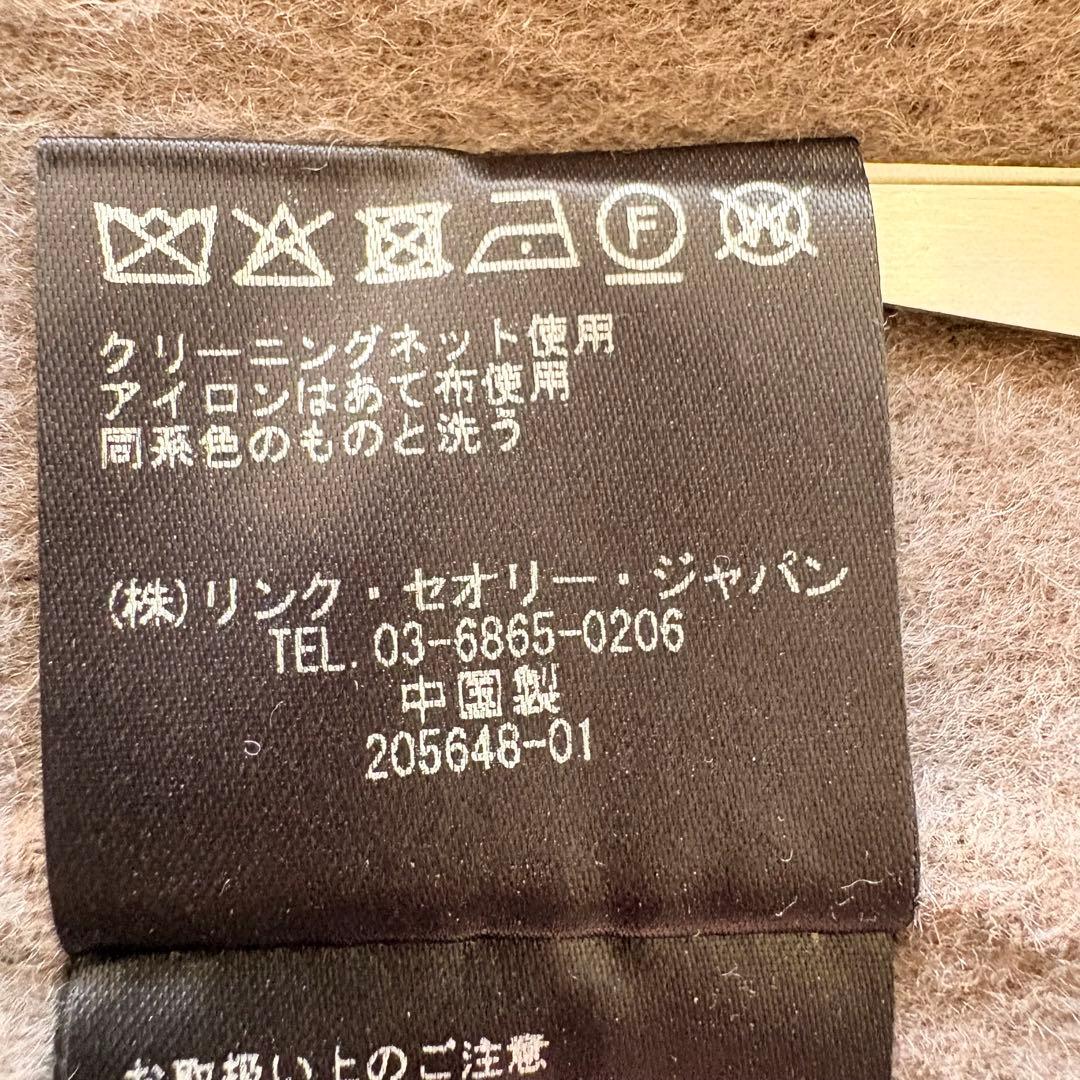 F W
クリーニングネット使用
アイロンはあて布使用
同系色のものと洗う
(株)リンク・セオリー・ジャパン
TEL. 03-6865-0206
中国製
205648-01
お取扱い上のご注意